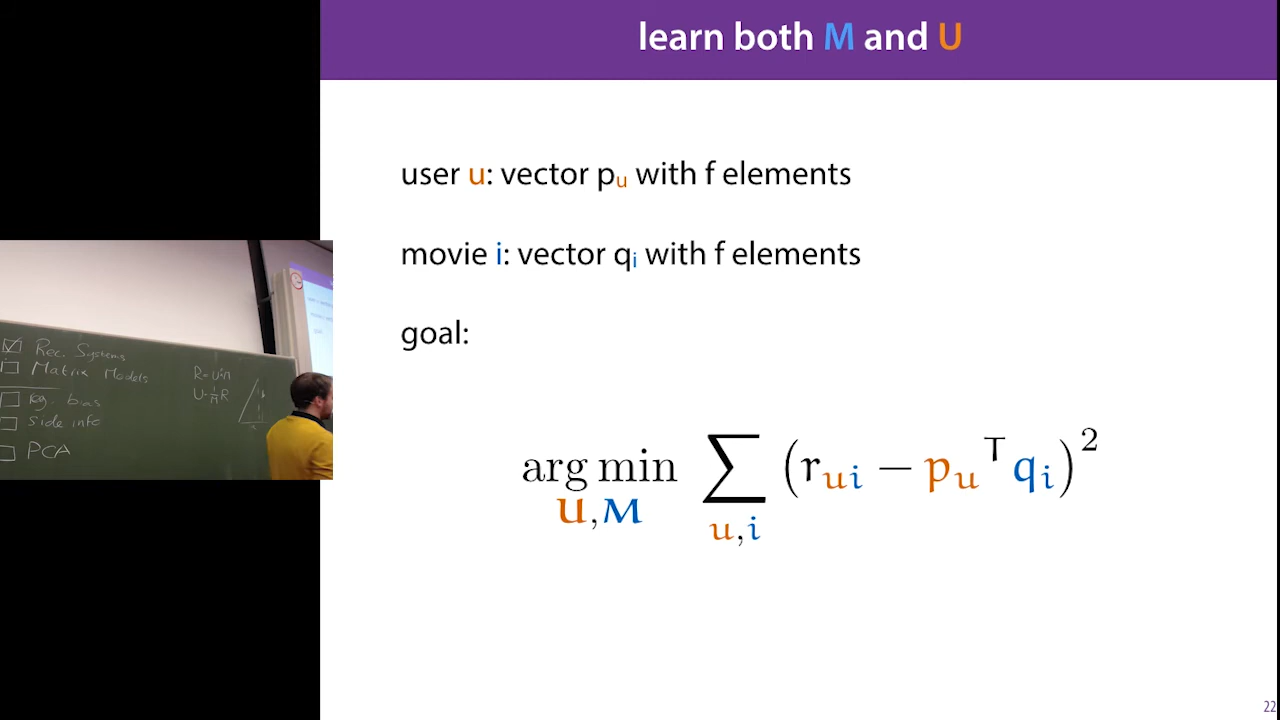 learn both M and U
user u: vector pu with f elements
movie i: vector qi with f elements
goal:
arg min U,M ∑ u,i (rui − puᵀqi)²
Rec. Systems
Matrix Models
bias
side info
PCA
22